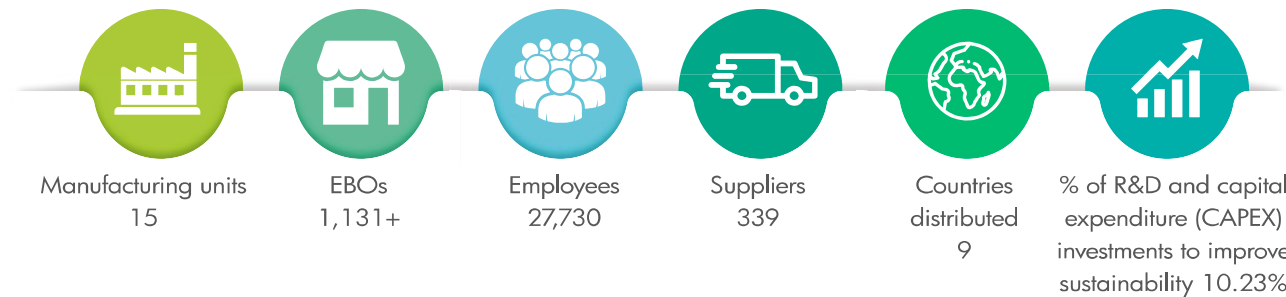 Manufacturing units
15
EBOs
1,131+
Employees
27,730
Suppliers
339
Countries
distributed
9
% of R&D and capital
expenditure (CAPEX)
investments to improve
sustainability 10.23%